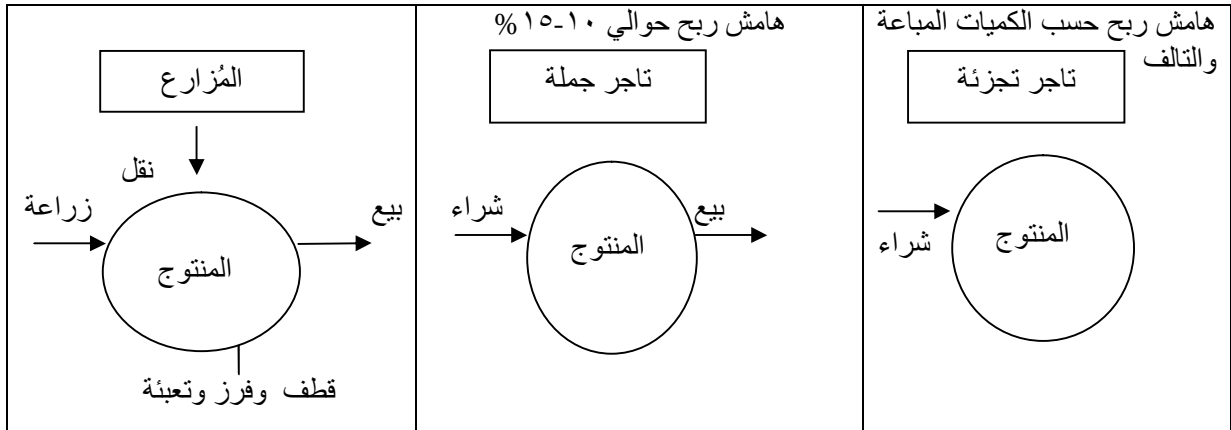 هامش ربح حسب الكميات المباعة
والتالف
تاجر تجزئة
شراء
المنتوج
هامش ربح حوالي ١٠-١٥%
تاجر جملة
شراء
بيع
المنتوج
المُزارع
نقل
زراعة
بيع
المنتوج
قطف وفرز وتعبئة